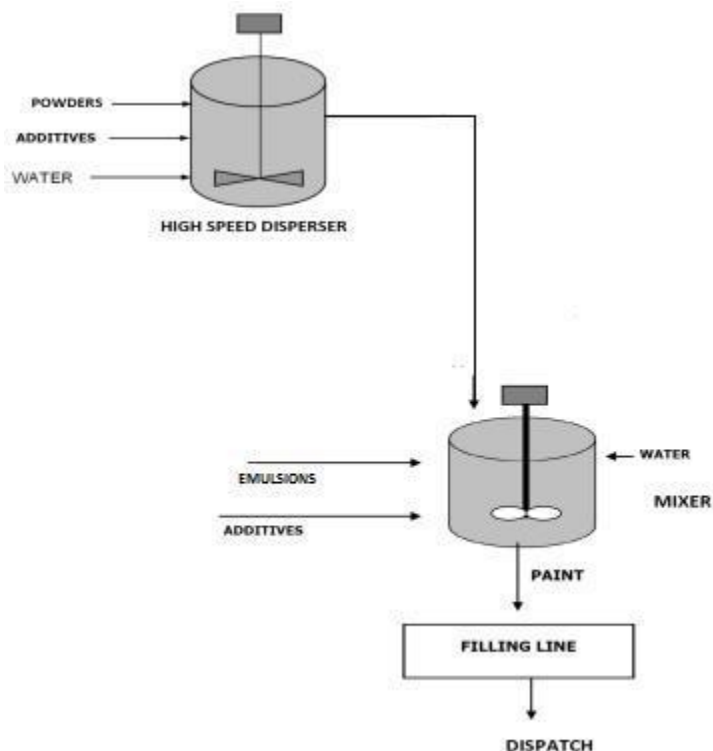 POWDERS
ADDITIVES
WATER
HIGH SPEED DISPERSER
EMULSIONS
WATER
MIXER
ADDITIVES
PAINT
FILLING LINE
DISPATCH